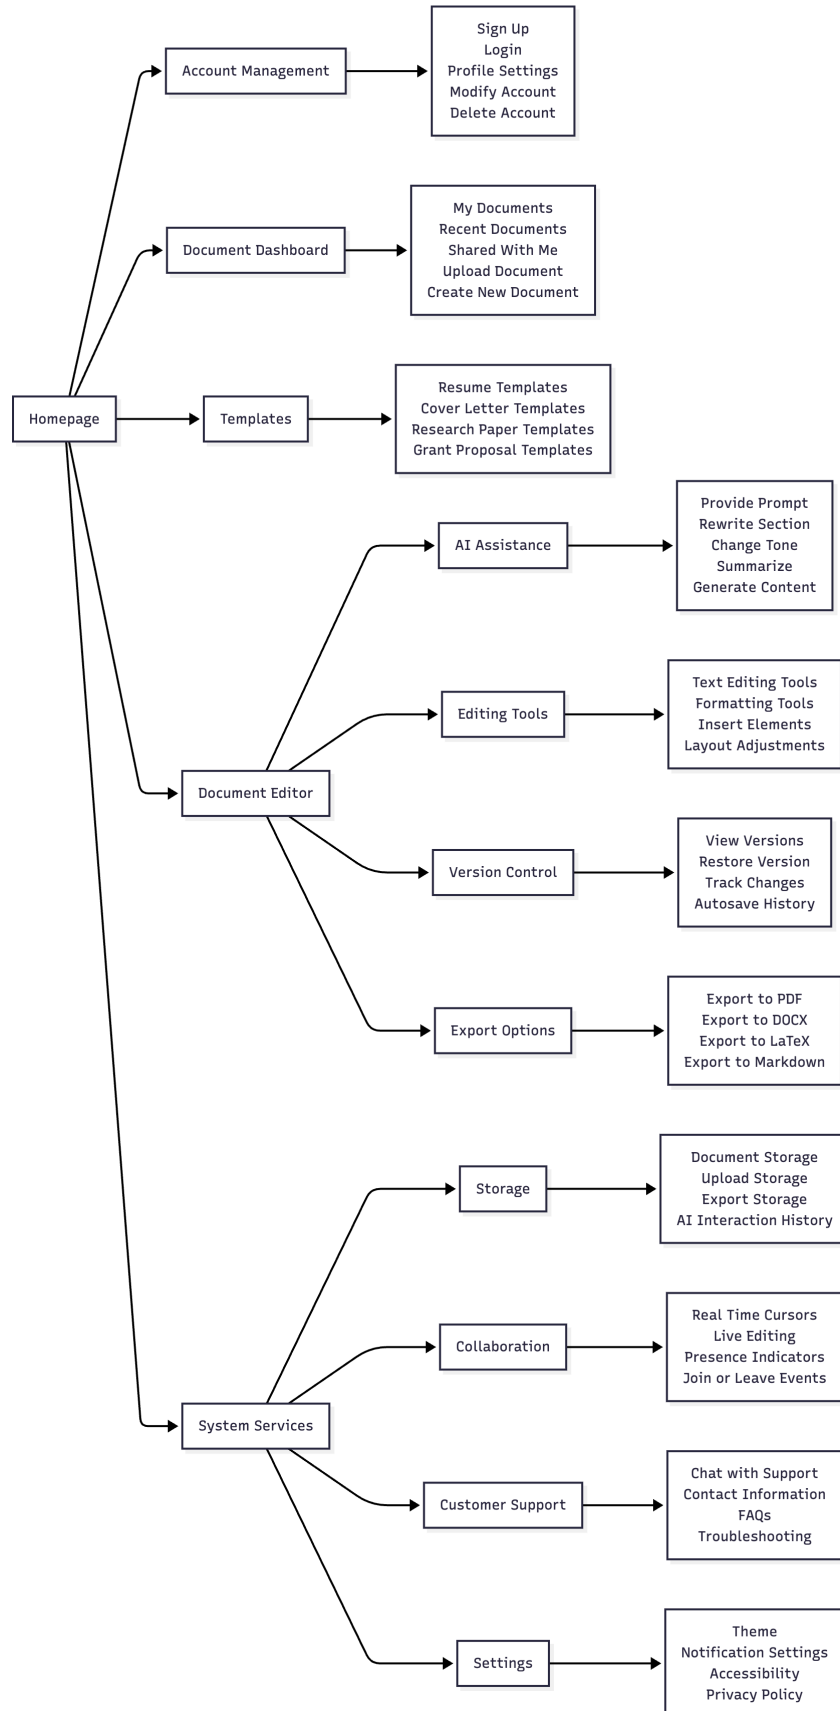 Sign Up
Login
Profile Settings
Modify Account
Delete Account
Account Management
My Documents
Recent Documents
Shared With Me
Upload Document
Create New Document
Document Dashboard
Resume Templates
Cover Letter Templates
Research Paper Templates
Grant Proposal Templates
Homepage
Templates
Provide Prompt
Rewrite Section
Change Tone
Summarize
Generate Content
AI Assistance
Text Editing Tools
Formatting Tools
Insert Elements
Layout Adjustments
Editing Tools
Document Editor
View Versions
Restore Version
Track Changes
Autosave History
Version Control
Export to PDF
Export to DOCX
Export to LaTeX
Export to Markdown
Export Options
Document Storage
Upload Storage
Export Storage
AI Interaction History
Storage
Real Time Cursors
Live Editing
Presence Indicators
Join or Leave Events
Collaboration
System Services
Chat with Support
Contact Information
FAQs
Troubleshooting
Customer Support
Theme
Notification Settings
Accessibility
Privacy Policy
Settings